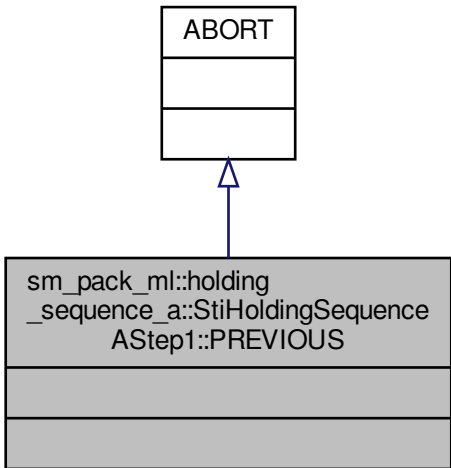 ABORT
sm_pack_ml::holding
_sequence_a::StiHoldingSequence
AStep1::PREVIOUS